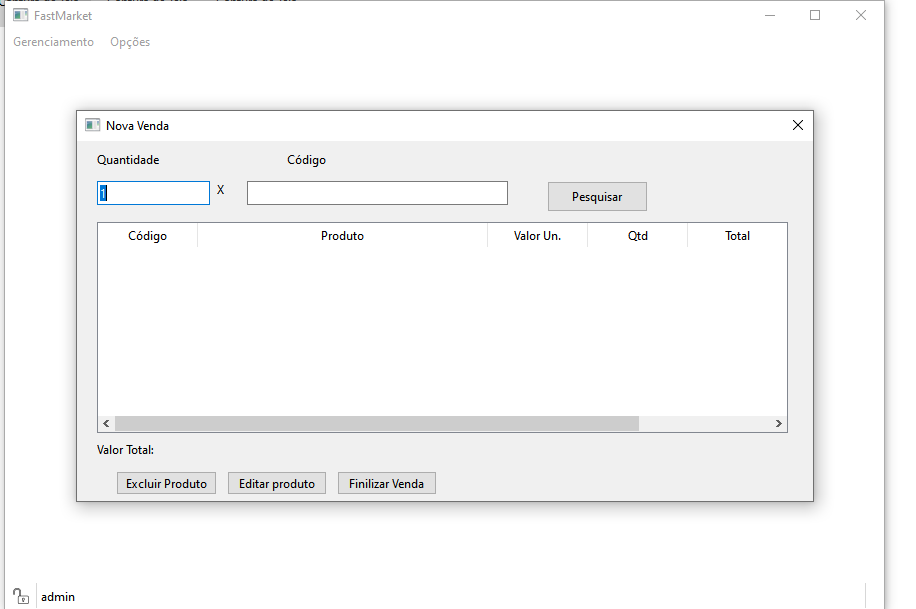 FastMarket
Gerenciamento Opções
Nova Venda
Quantidade Código
1 X
Pesquisar
Código Produto Valor Un. Qtd Total
Valor Total:
Excluir Produto Editar produto Finilizar Venda
admin